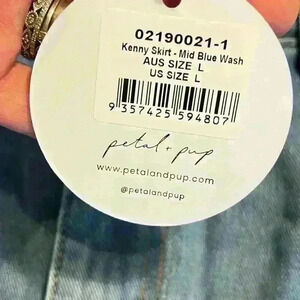 02190021-1
Kenny Skirt - Mid Blue Wash
AUS SIZE L
US SIZE L
9 357425 594807
petal + pup
www.petalandpup.com
@petalandpup